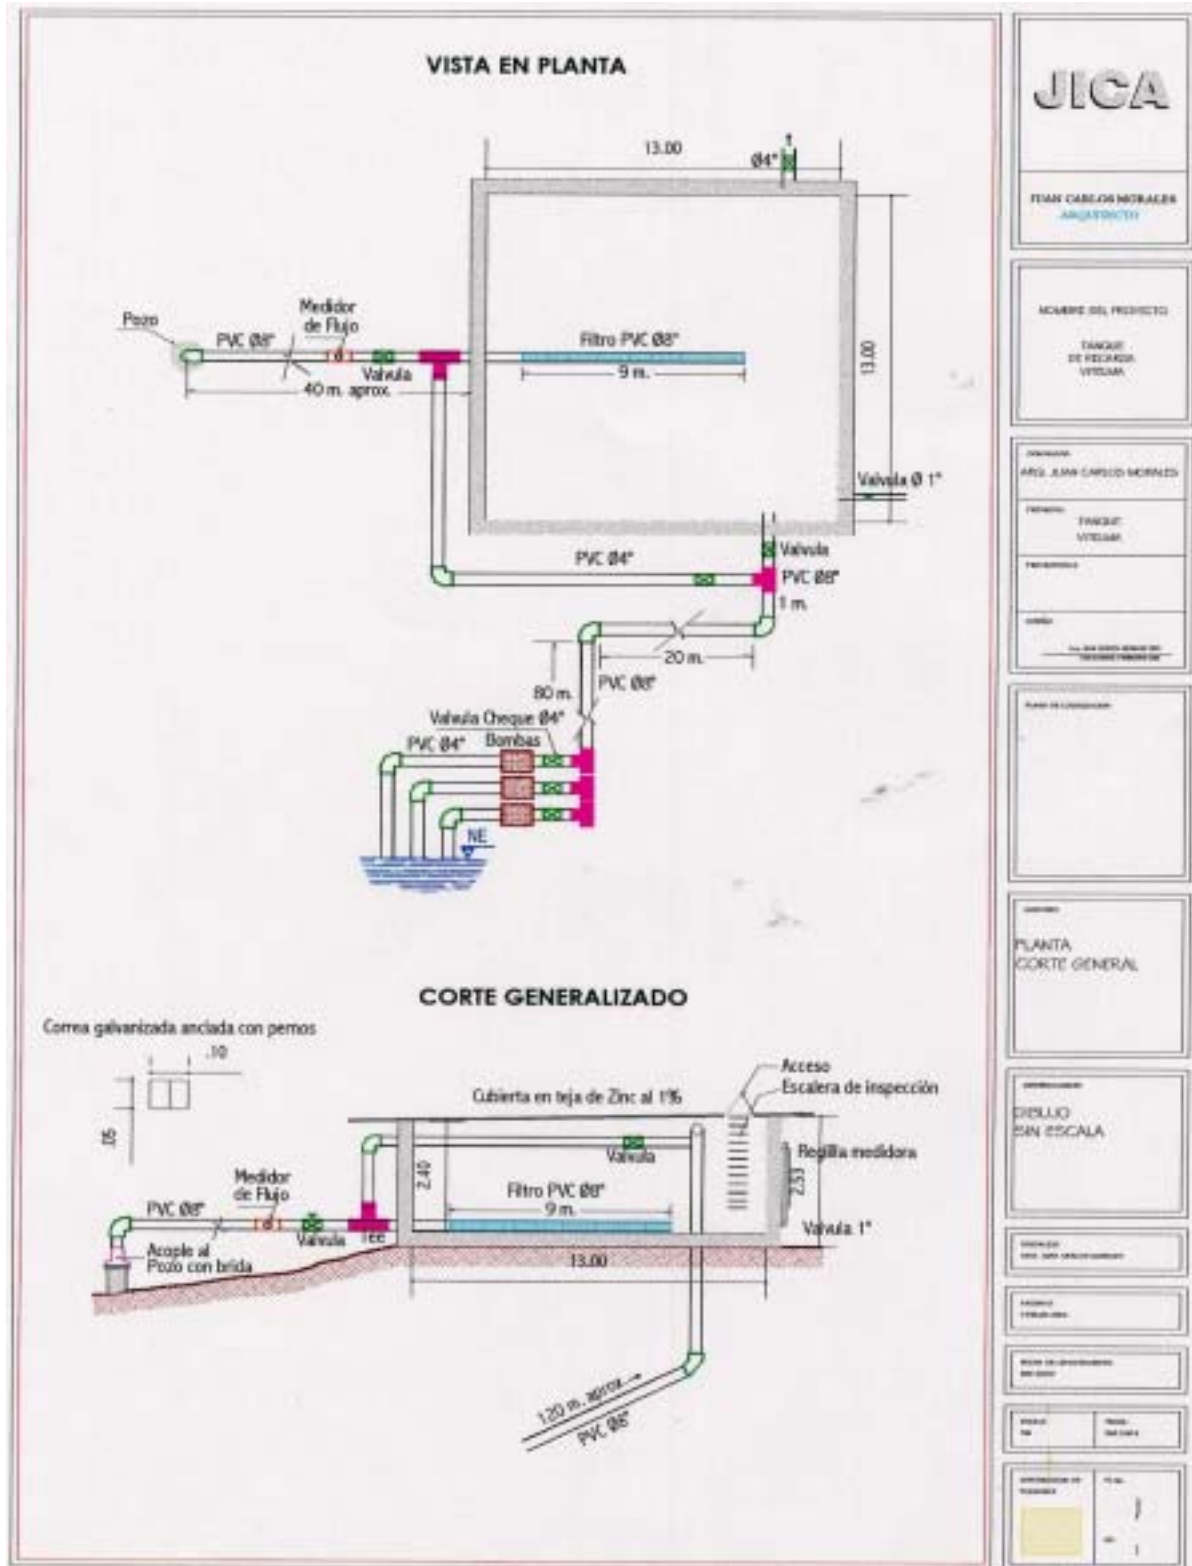 VISTA EN PLANTA
13.00
Ø4"
13.00
Pozo
PVC Ø8"
Medidor
de Flujo
Valvula
40 m. aprox.
Filtro PVC Ø8"
9 m.
Valvula Ø 1"
Valvula
PVC Ø4"
PVC Ø8"
1 m.
20 m.
80 m.
PVC Ø8"
Valvula Cheque Ø4"
PVC Ø4"
Bombas
NE
CORTE GENERALIZADO
Correa galvanizada anclada con pernos
.10
.05
Cubierta en teja de Zinc al 1%
Acceso
Escalera de inspección
Valvula
Reglilla medidora
2.40
2.53
Medidor
de Flujo
PVC Ø8"
Filtro PVC Ø8"
9 m.
Valvula
Tee
Valvula 1"
Acople al
Pozo con brida
13.00
120 m. aprox
PVC Ø8"
JICA
JUAN CARLOS MORALES
ARQUITECTO
NOMBRE DEL PROYECTO
TANQUE
DE RECARGA
VITELMA
ARQ. JUAN CARLOS MORALES
TANQUE
VITELMA
PLANTA
CORTE GENERAL
DIBUJO
SIN ESCALA